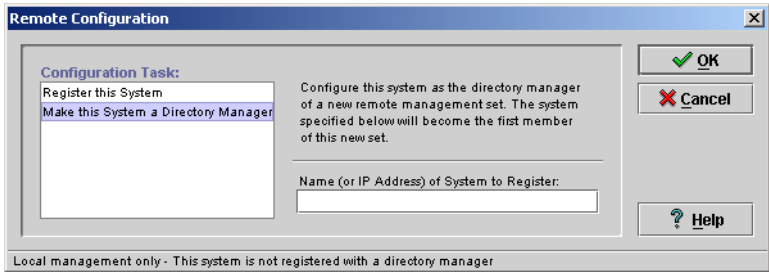 Remote Configuration
Configuration Task:
Register this System
Make this System a Directory Manager
Configure this system as the directory manager
of a new remote management set. The system
specified below will become the first member
of this new set.
Name (or IP Address) of System to Register:
OK
Cancel
Help
Local management only - This system is not registered with a directory manager